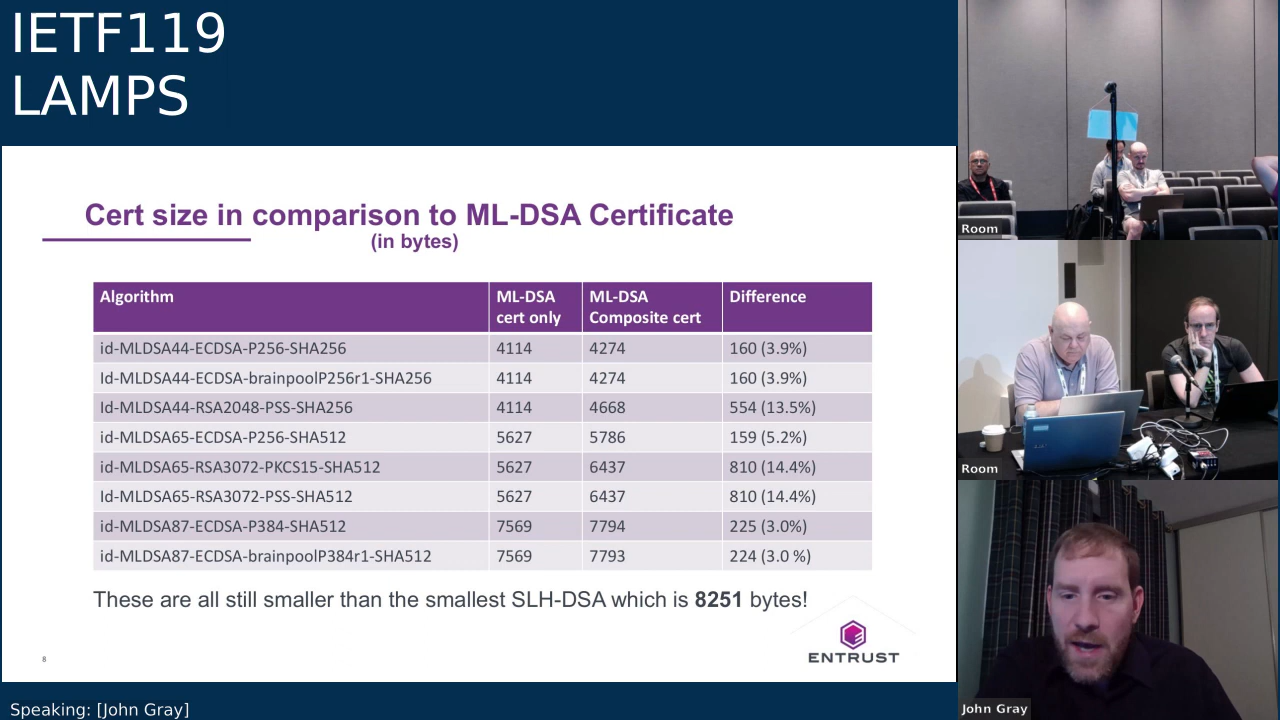 IETF119
LAMPS
Cert size in comparison to ML-DSA Certificate
(in bytes)
Algorithm ML-DSA cert only ML-DSA Composite cert Difference
id-MLDSA44-ECDSA-P256-SHA256 4114 4274 160 (3.9%)
Id-MLDSA44-ECDSA-brainpoolP256r1-SHA256 4114 4274 160 (3.9%)
Id-MLDSA44-RSA2048-PSS-SHA256 4114 4668 554 (13.5%)
id-MLDSA65-ECDSA-P256-SHA512 5627 5786 159 (5.2%)
id-MLDSA65-RSA3072-PKCS15-SHA512 5627 6437 810 (14.4%)
Id-MLDSA65-RSA3072-PSS-SHA512 5627 6437 810 (14.4%)
id-MLDSA87-ECDSA-P384-SHA512 7569 7794 225 (3.0%)
id-MLDSA87-ECDSA-brainpoolP384r1-SHA512 7569 7793 224 (3.0 %)
These are all still smaller than the smallest SLH-DSA which is 8251 bytes!
8
ENTRUST
Speaking: [John Gray]
Room
Room
John Gray